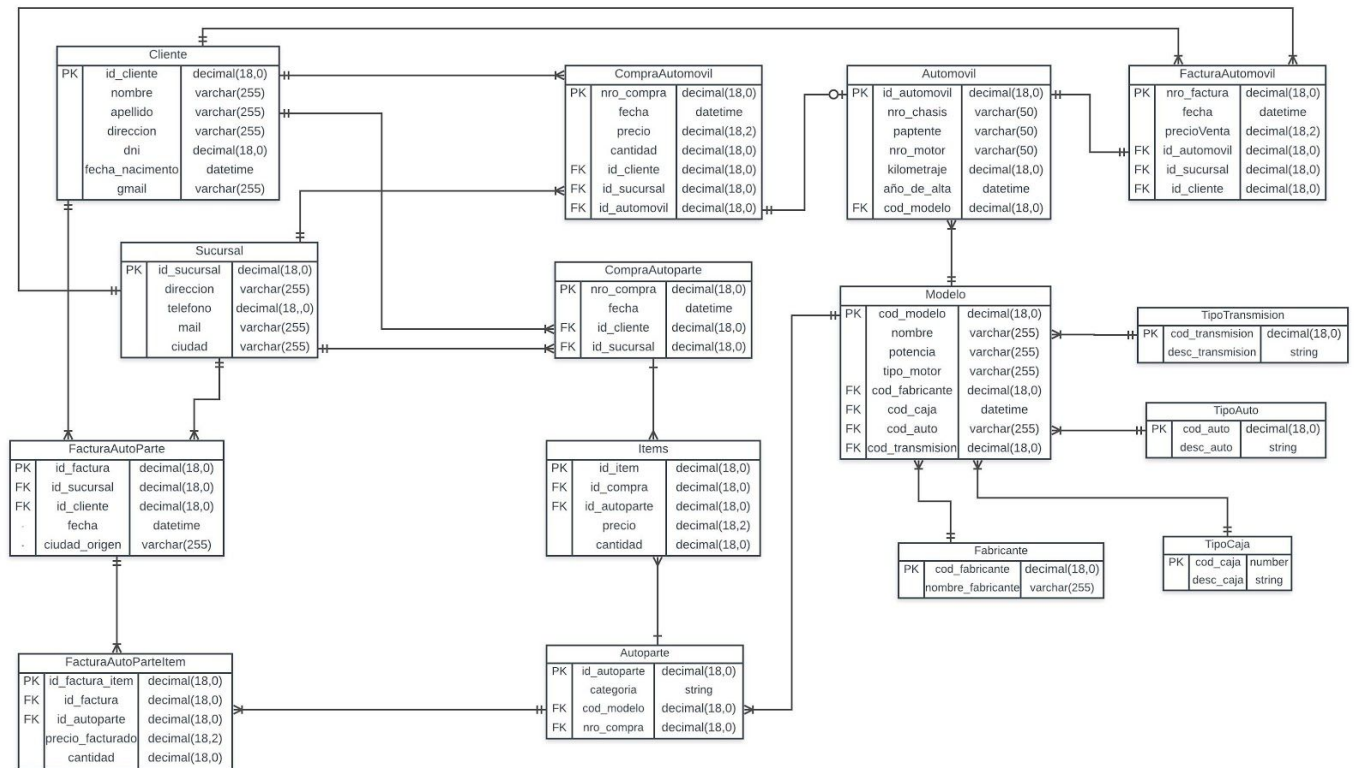 Cliente
PK id_cliente decimal(18,0)
nombre varchar(255)
apellido varchar(255)
direccion varchar(255)
dni decimal(18,0)
fecha_nacimento datetime
gmail varchar(255)
CompraAutomovil
PK nro_compra decimal(18,0)
fecha datetime
precio decimal(18,2)
cantidad decimal(18,0)
FK id_cliente decimal(18,0)
FK id_sucursal decimal(18,0)
FK id_automovil decimal(18,0)
Automovil
PK id_automovil decimal(18,0)
nro_chasis varchar(50)
paptente varchar(50)
nro_motor varchar(50)
kilometraje decimal(18,0)
año_de_alta datetime
FK cod_modelo decimal(18,0)
FacturaAutomovil
PK nro_factura decimal(18,0)
fecha datetime
precioVenta decimal(18,2)
FK id_automovil decimal(18,0)
FK id_sucursal decimal(18,0)
FK id_cliente decimal(18,0)
Sucursal
PK id_sucursal decimal(18,0)
direccion varchar(255)
telefono decimal(18,,0)
mail varchar(255)
ciudad varchar(255)
CompraAutoparte
PK nro_compra decimal(18,0)
fecha datetime
FK id_cliente decimal(18,0)
FK id_sucursal decimal(18,0)
Modelo
PK cod_modelo decimal(18,0)
nombre varchar(255)
potencia varchar(255)
tipo_motor varchar(255)
FK cod_fabricante decimal(18,0)
FK cod_caja datetime
FK cod_auto varchar(255)
FK cod_transmision decimal(18,0)
TipoTransmision
PK cod_transmision decimal(18,0)
desc_transmision string
TipoAuto
PK cod_auto decimal(18,0)
desc_auto string
FacturaAutoParte
PK id_factura decimal(18,0)
FK id_sucursal decimal(18,0)
FK id_cliente decimal(18,0)
- fecha datetime
- ciudad_origen varchar(255)
Items
PK id_item decimal(18,0)
FK id_compra decimal(18,0)
FK id_autoparte decimal(18,0)
precio decimal(18,2)
cantidad decimal(18,0)
Fabricante
PK cod_fabricante decimal(18,0)
nombre_fabricante varchar(255)
TipoCaja
PK cod_caja number
desc_caja string
FacturaAutoParteItem
PK id_factura_item decimal(18,0)
FK id_factura decimal(18,0)
FK id_autoparte decimal(18,0)
precio_facturado decimal(18,2)
cantidad decimal(18,0)
Autoparte
PK id_autoparte decimal(18,0)
categoria string
FK cod_modelo decimal(18,0)
FK nro_compra decimal(18,0)